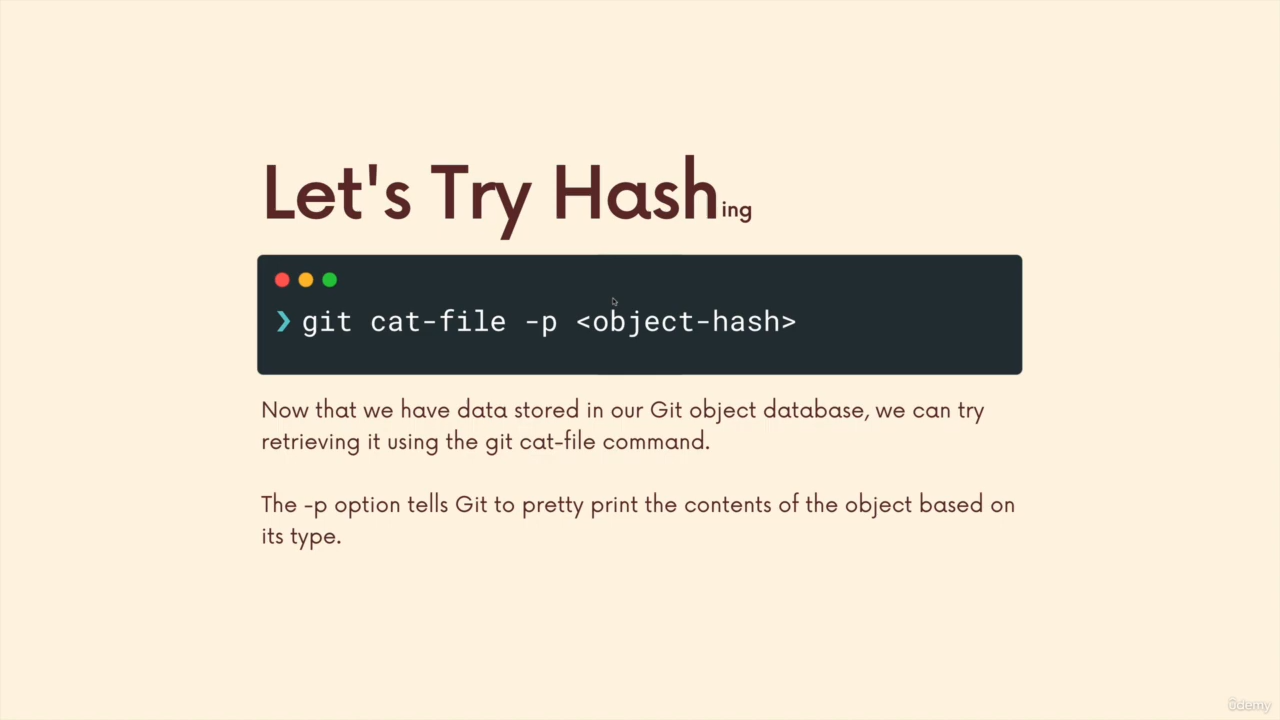 Let's Try Hashing
❯ git cat-file -p <object-hash>
Now that we have data stored in our Git object database, we can try
retrieving it using the git cat-file command.
The -p option tells Git to pretty print the contents of the object based on
its type.
ûdemy